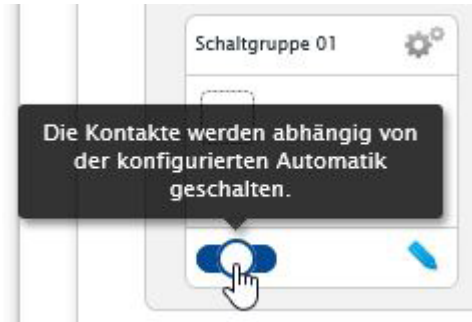 Schaltgruppe 01
Die Kontakte werden abhängig von
der konfigurierten Automatik
geschalten.